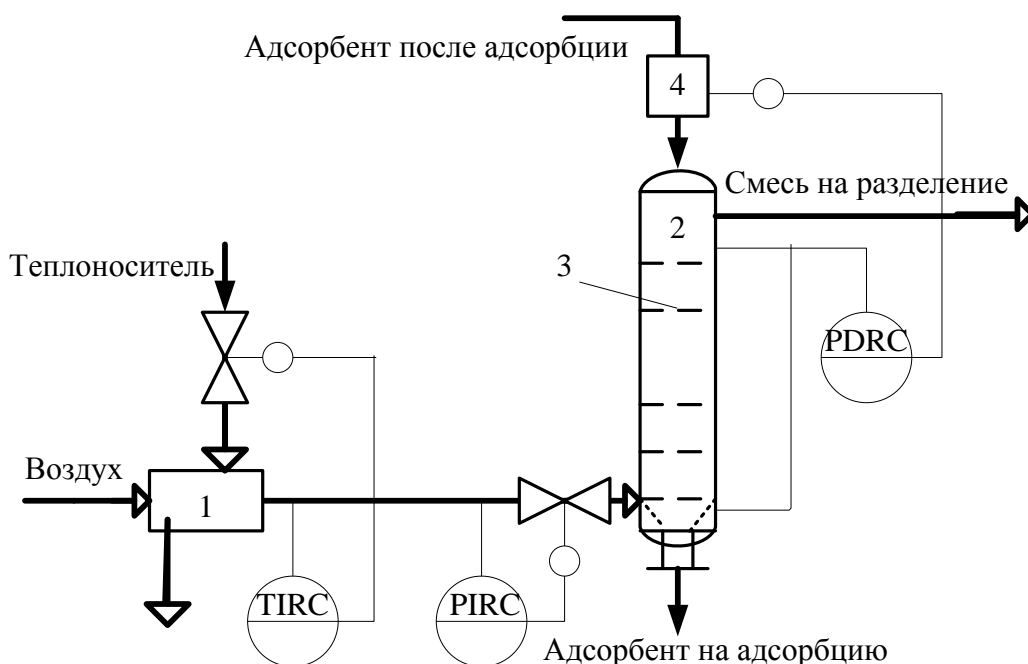 Адсорбент после адсорбции
4
Смесь на разделение
2
Теплоноситель
3
PDRC
Воздух
1
TIRC
PIRC
Адсорбент на адсорбцию